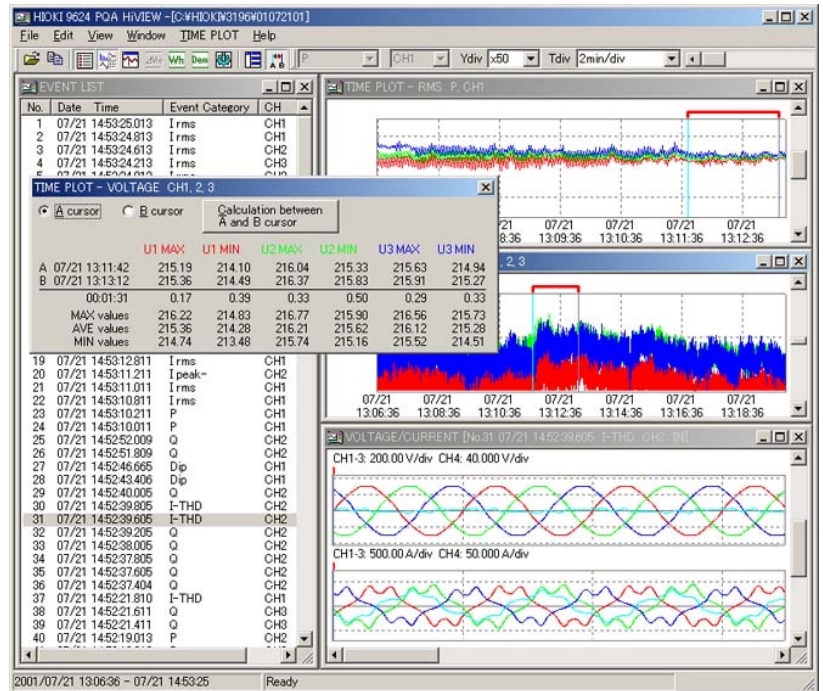 HIOKI 9624 PQA HiVIEW -[C:¥HIOKI¥3196¥01072101]
File Edit View Window TIME PLOT Help
Wh Dem P CH1 Ydiv x50 Tdiv 2min/div
EVENT LIST
No. Date Time Event Category CH
1 07/21 14:53:25.013 Irms CH1
2 07/21 14:53:24.813 Irms CH1
3 07/21 14:53:24.613 Irms CH2
4 07/21 14:53:24.213 Irms CH3
TIME PLOT - RMS P, CH1
07/21 07/21 07/21 07/21
13:09:36 13:10:36 13:11:36 13:12:36
TIME PLOT - VOLTAGE CH1, 2, 3
A cursor B cursor Calculation between A and B cursor
U1 MAX U1 MIN U2 MAX U2 MIN U3 MAX U3 MIN
A 07/21 13:11:42 215.19 214.10 216.04 215.33 215.63 214.94
B 07/21 13:13:12 215.36 214.49 216.37 215.83 215.91 215.27
00:01:31 0.17 0.39 0.33 0.50 0.29 0.33
MAX values 216.22 214.83 216.77 215.90 216.56 215.73
AVE values 215.36 214.28 216.21 215.62 216.12 215.28
MIN values 214.74 213.48 215.74 215.16 215.52 214.51
, 2, 3
19 07/21 14:53:12.811 Irms CH1
20 07/21 14:53:11.211 Ipeak- CH2
21 07/21 14:53:11.011 Irms CH1
22 07/21 14:53:10.811 Irms CH1
23 07/21 14:53:10.211 P CH1
24 07/21 14:53:10.011 P CH1
25 07/21 14:52:52.009 Q CH2
26 07/21 14:52:51.809 Q CH2
27 07/21 14:52:46.665 Dip CH1
28 07/21 14:52:43.406 Dip CH1
29 07/21 14:52:40.005 Q CH2
30 07/21 14:52:39.805 I-THD CH2
31 07/21 14:52:39.605 I-THD CH2
32 07/21 14:52:39.205 Q CH2
33 07/21 14:52:38.005 Q CH2
34 07/21 14:52:37.805 Q CH2
35 07/21 14:52:37.605 Q CH2
36 07/21 14:52:37.404 Q CH2
37 07/21 14:52:21.810 I-THD CH1
38 07/21 14:52:21.611 Q CH3
39 07/21 14:52:21.411 Q CH3
40 07/21 14:52:19.013 P CH2
07/21 07/21 07/21 07/21 07/21 07/21 07/21
13:06:36 13:08:36 13:10:36 13:12:36 13:14:36 13:16:36 13:18:36
VOLTAGE/CURRENT [No.31 07/21 14:52:39.605 I-THD CH2 IN]
CH1-3: 200.00 V/div CH4: 40.000 V/div
CH1-3: 500.00 A/div CH4: 50.000 A/div
2001/07/21 13:06:36 - 07/21 14:53:25 Ready